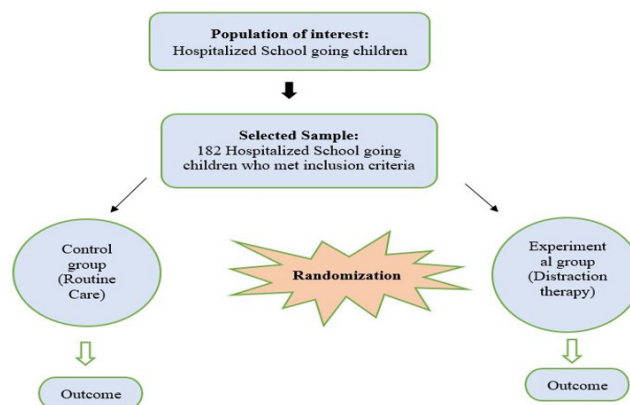 Population of interest:
Hospitalized School going children
Selected Sample:
182 Hospitalized School going
children who met inclusion criteria
Control
group
(Routine
Care)
Randomization
Experiment
al group
(Distraction
therapy)
Outcome
Outcome